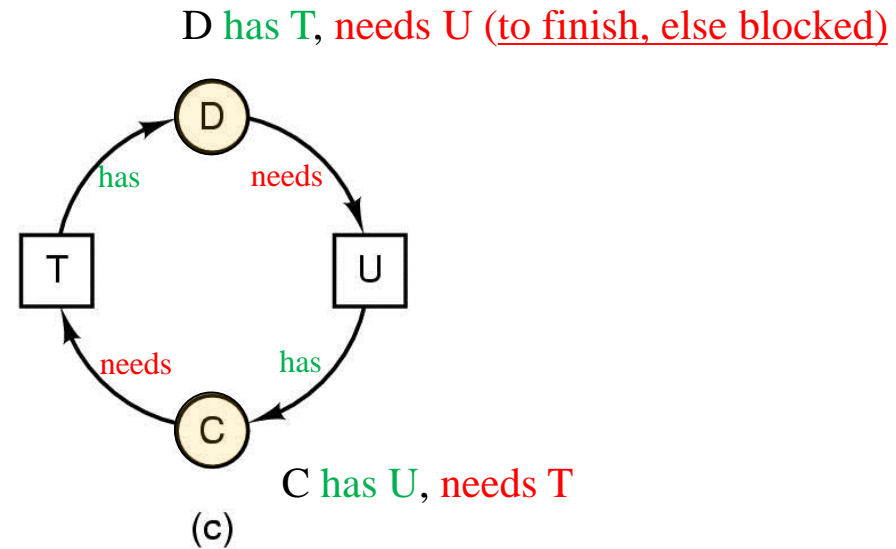 D has T, needs U (to finish, else blocked)
D
has
needs
T
U
needs
has
C
C has U, needs T
(c)